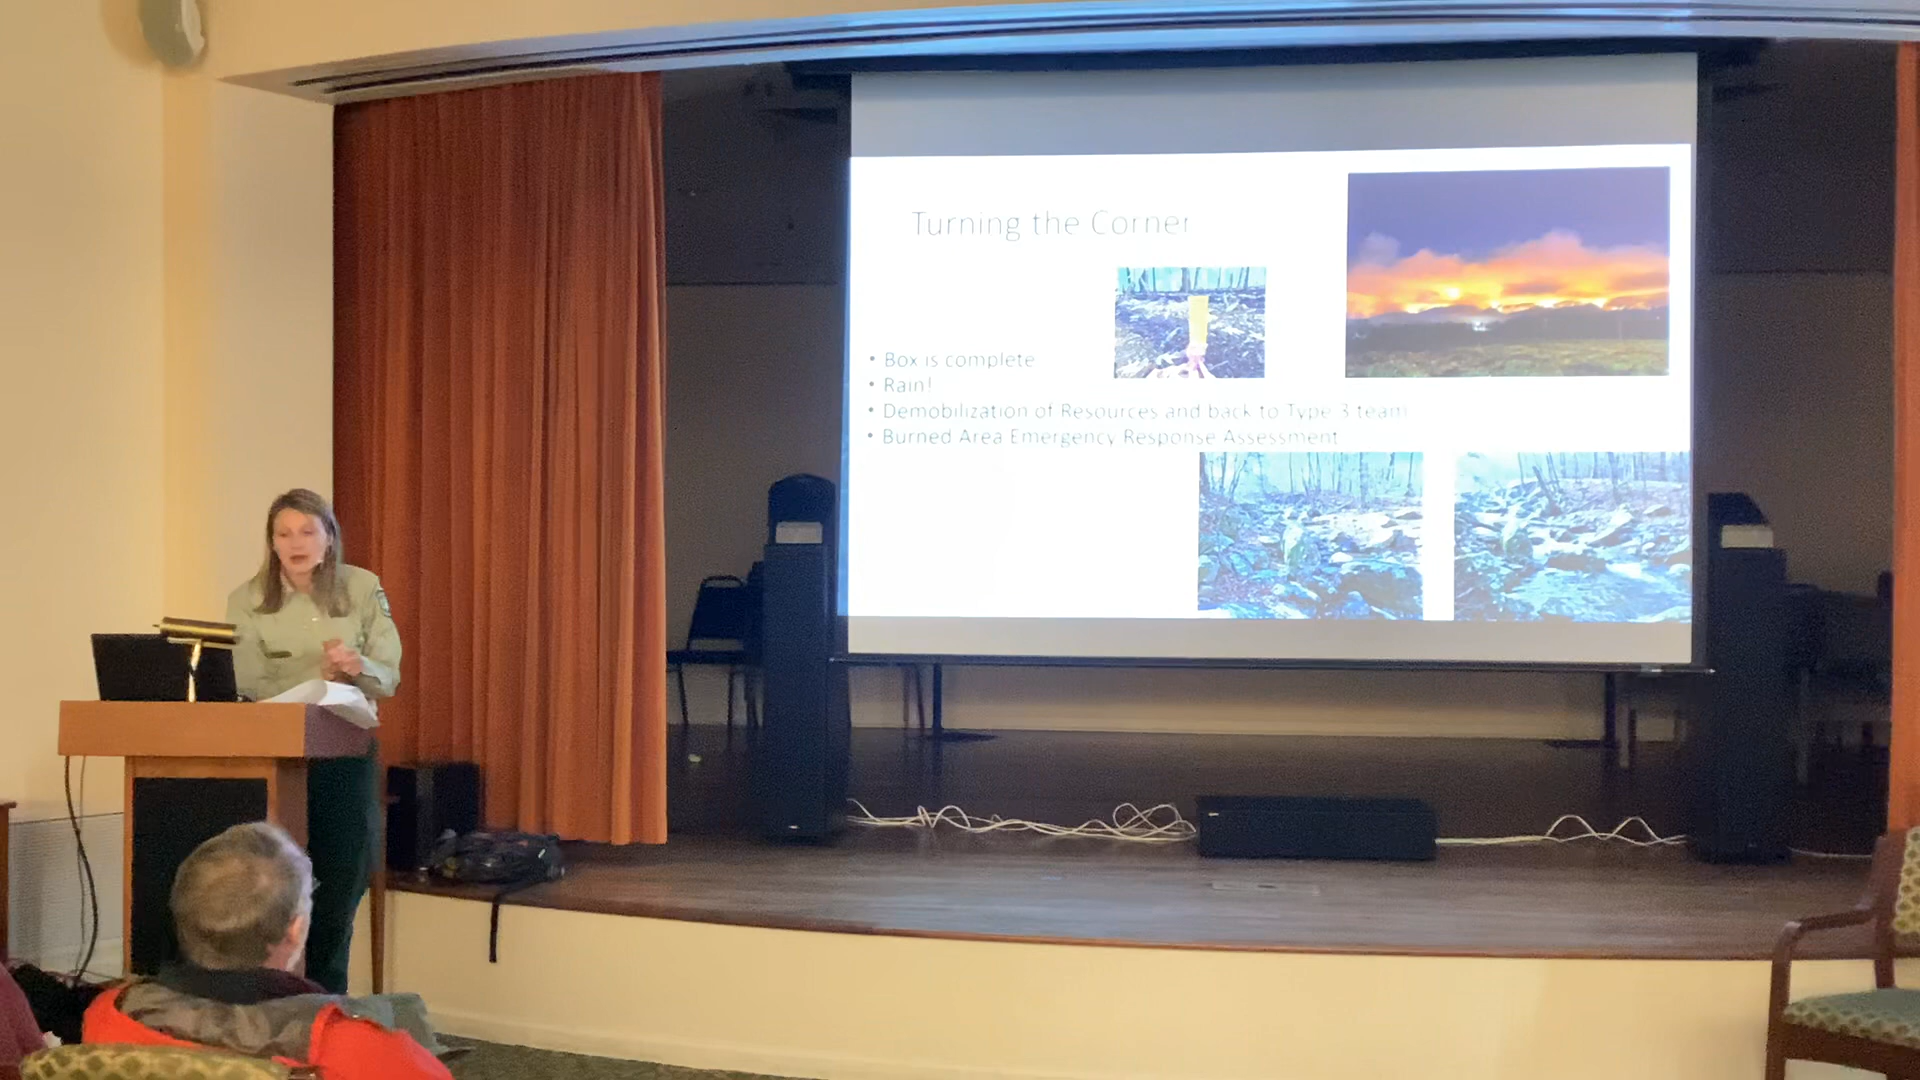 Turning the Corner
• Box is complete
• Rain!
• Demobilization of Resources and back to Type 3 team
• Burned Area Emergency Response Assessment